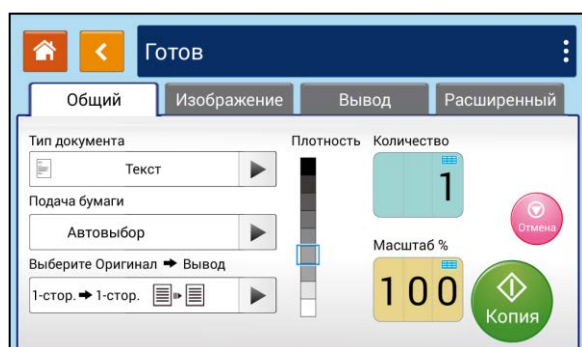 Готов
Общий Изображение Вывод Расширенный
Тип документа
Текст
Подача бумаги
Автовыбор
Выберите Оригинал ➡ Вывод
1-стор. ➡ 1-стор.
Плотность
Количество
1
Масштаб %
100
Отмена
Копия